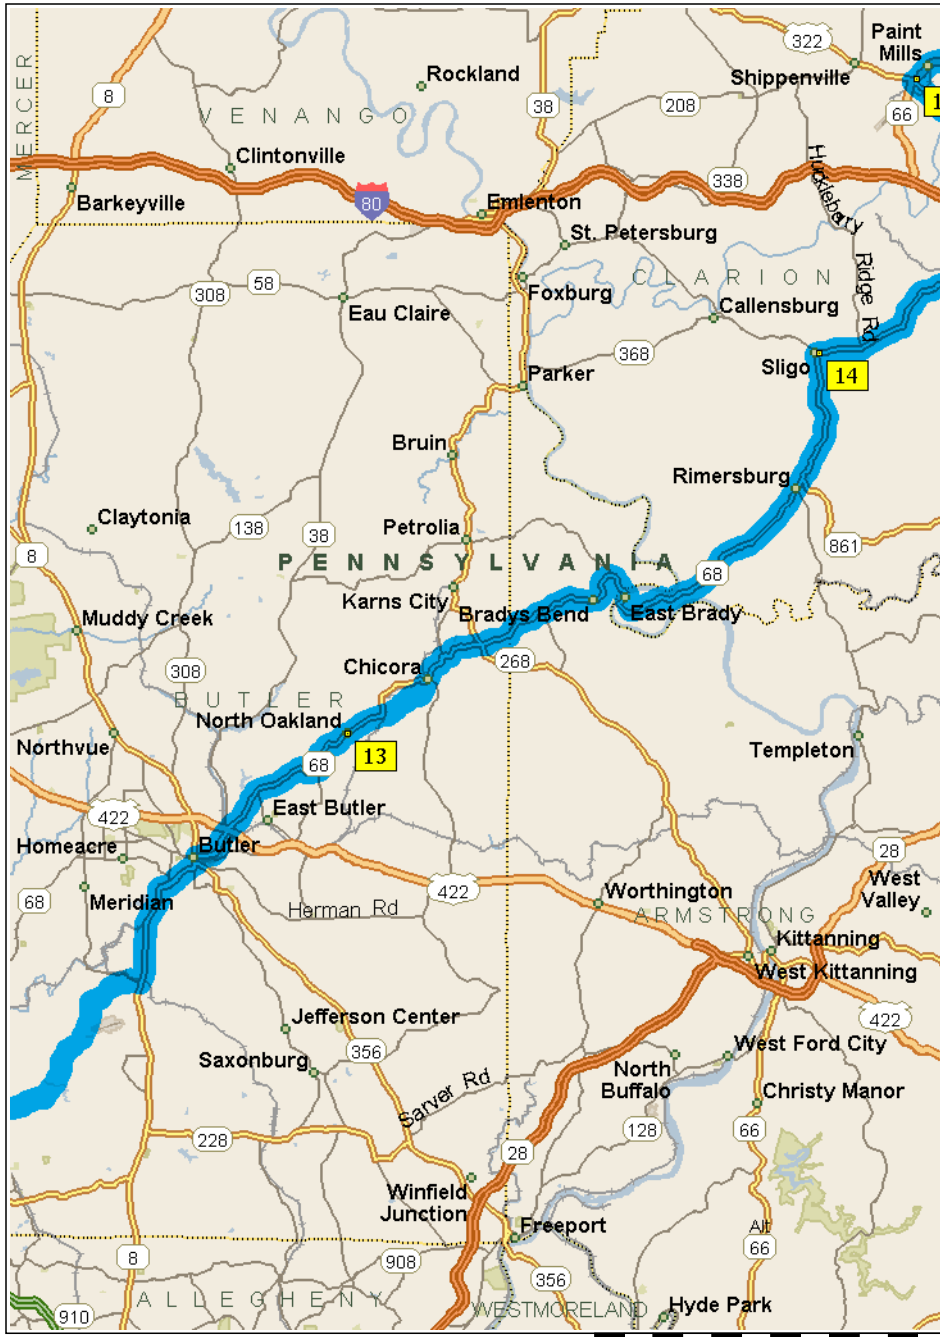 Paint
Mills
322
Shippenville
1
66
Rockland
MERCER
8
VENANGO
38
208
Clintonville
Barkeyville
80
338
Huckleberry
Ridge Rd
Emlenton
St. Petersburg
CLARION
308
58
Foxburg
Eau Claire
Callensburg
368
Sligo
14
Parker
Bruin
Rimersburg
Claytonia
138
38
Petrolia
8
861
PENNSYLVANIA
68
Karns City
Bradys Bend
East Brady
Muddy Creek
308
Chicora
268
BUTLER
North Oakland
13
68
Northvue
Templeton
422
East Butler
Homeacre
Butler
28
West
Valley
68
Meridian
Herman Rd
422
Worthington
ARMSTRONG
Kittanning
West Kittanning
422
Jefferson Center
356
Saxonburg
West Ford City
North
Buffalo
Christy Manor
Sarver Rd
228
128
66
28
Winfield
Junction
Freeport
Alt
66
8
908
356
910
ALLEGHENY
WESTMORELAND
Hyde Park